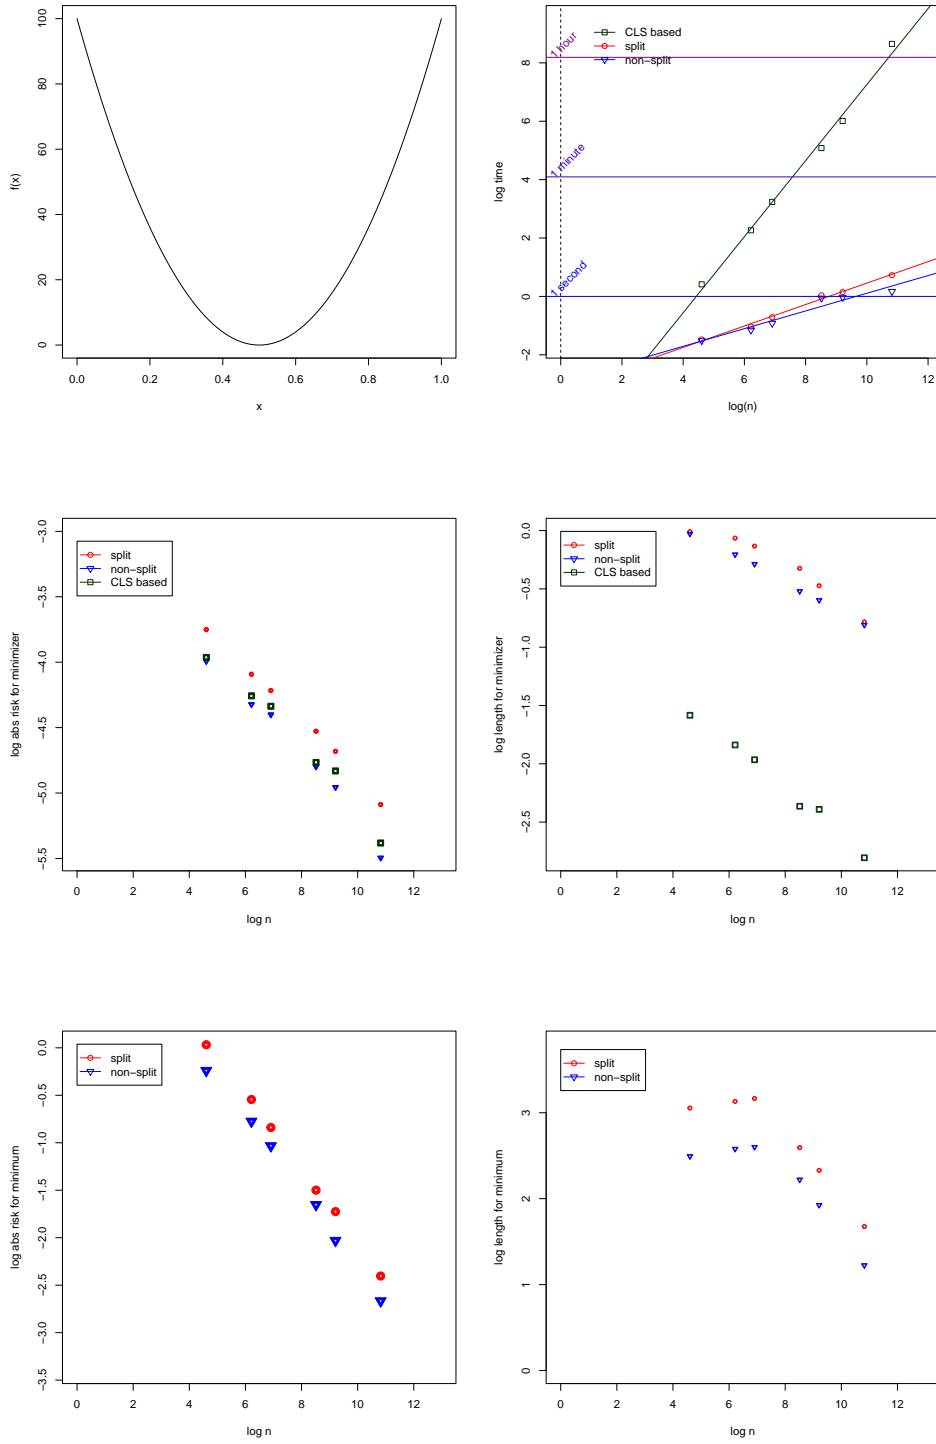 100
80
60
40
20
0
f(x)
0.0 0.2 0.4 0.6 0.8 1.0
x
CLS based
split
non−split
1 hour
1 minute
1 second
8
6
4
2
0
−2
log time
0 2 4 6 8 10 12
log(n)
−3.0
−3.5
−4.0
−4.5
−5.0
−5.5
log abs risk for minimizer
split
non−split
CLS based
0 2 4 6 8 10 12
log n
0.0
−0.5
−1.0
−1.5
−2.0
−2.5
log length for minimizer
split
non−split
CLS based
0 2 4 6 8 10 12
log n
0.0
−0.5
−1.0
−1.5
−2.0
−2.5
−3.0
−3.5
log abs risk for minimum
split
non−split
0 2 4 6 8 10 12
log n
3
2
1
0
log length for minimum
split
non−split
0 2 4 6 8 10 12
log n